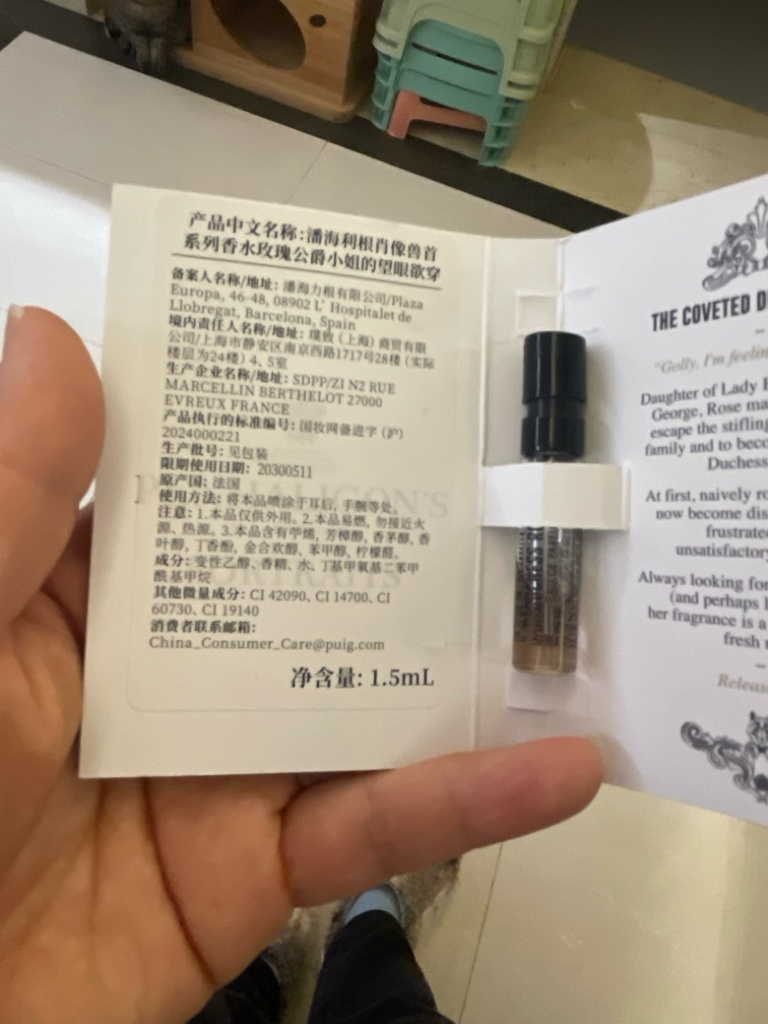 产品中文名称:潘海利根肖像兽首
系列香水玫瑰公爵小姐的望眼欲穿
备案人名称/地址: 潘海力根有限公司/Plaza
Europa, 46-48, 08902 L' Hospitalet de
Llobregat, Barcelona, Spain
境内责任人名称/地址: 璞致 (上海) 商贸有限
公司/上海市静安区南京西路1717号28楼 (实际
楼层为24楼) 4、5室
生产企业名称/地址: SDPP/ZI N2 RUE
MARCELLIN BERTHELOT 27000
EVREUX FRANCE
产品执行的标准编号: 国妆网备进字 (沪)
2024000221
生产批号: 见包装
限期使用日期: 20300511
原产国: 法国
使用方法: 将本品喷涂于耳后, 手腕等处。
注意: 1.本品仅供外用。2.本品易燃, 勿接近火
源、热源。3.本品含有苧烯, 芳樟醇, 香茅醇, 香
叶醇, 丁香酚, 金合欢醇, 苯甲醇, 柠檬醛。
成分: 变性乙醇、香精、水、丁基甲氧基二苯甲
酰基甲烷
其他微量成分: CI 42090、CI 14700、CI
60730、CI 19140
消费者联系邮箱:
China_Consumer_Care@puig.com
净含量: 1.5mL
PENHALIGON'S
PORTRAITS
THE COVETED
"Golly, I'm
Daughter of Lady
George, Rose
escape the
family and to
Duchess
At first, naively
now become
frustrated
Always looking for
(and perhaps
her fragrance is a
fresh